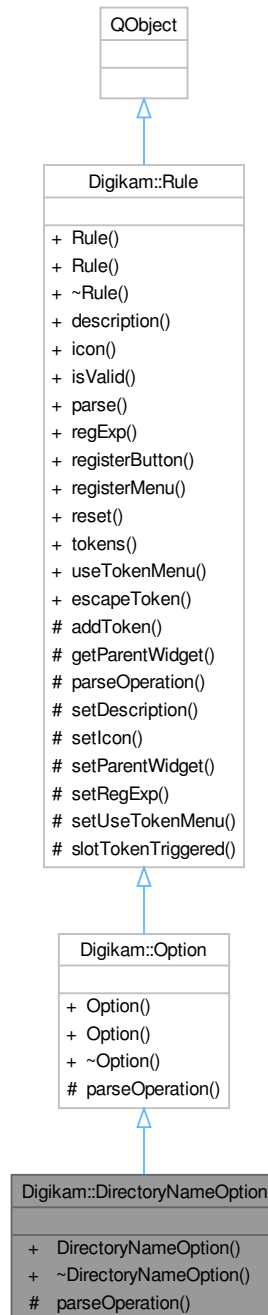 QObject
Digikam::Rule
+ Rule()
+ Rule()
+ ~Rule()
+ description()
+ icon()
+ isValid()
+ parse()
+ regExp()
+ registerButton()
+ registerMenu()
+ reset()
+ tokens()
+ useTokenMenu()
+ escapeToken()
# addToken()
# getParentWidget()
# parseOperation()
# setDescription()
# setIcon()
# setParentWidget()
# setRegExp()
# setUseTokenMenu()
# slotTokenTriggered()
Digikam::Option
+ Option()
+ Option()
+ ~Option()
# parseOperation()
Digikam::DirectoryNameOption
+ DirectoryNameOption()
+ ~DirectoryNameOption()
# parseOperation()